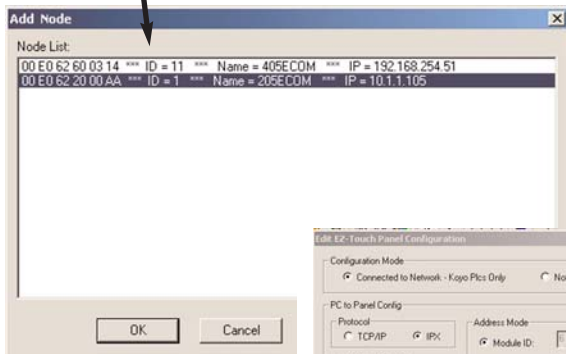 Add Node
Node List:
00 E0 62 60 03 14 *** ID = 11 *** Name = 405ECOM *** IP = 192.168.254.51
00 E0 62 20 00 AA *** ID = 1 *** Name = 205ECOM *** IP = 10.1.1.105
OK Cancel
Edit EZ-Touch Panel Configuration
Configuration Mode
Connected to Network - Koyo Plcs Only
PC to Panel Config
Protocol
TCP/IP IPX
Address Mode
Module ID: